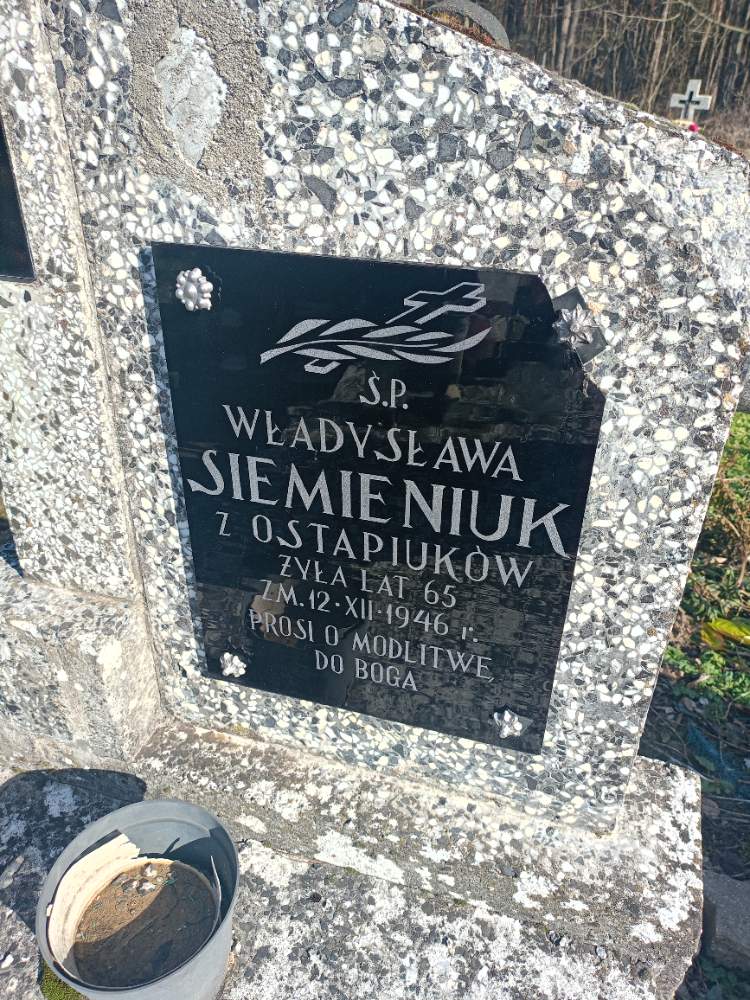 Ś.P.
WŁADYSŁAWA
SIEMIENIUK
Z OSTAPIUKÓW
ŻYŁA LAT 65
ZM. 12·XII·1946 r.
PROSI O MODLITWĘ
DO BOGA